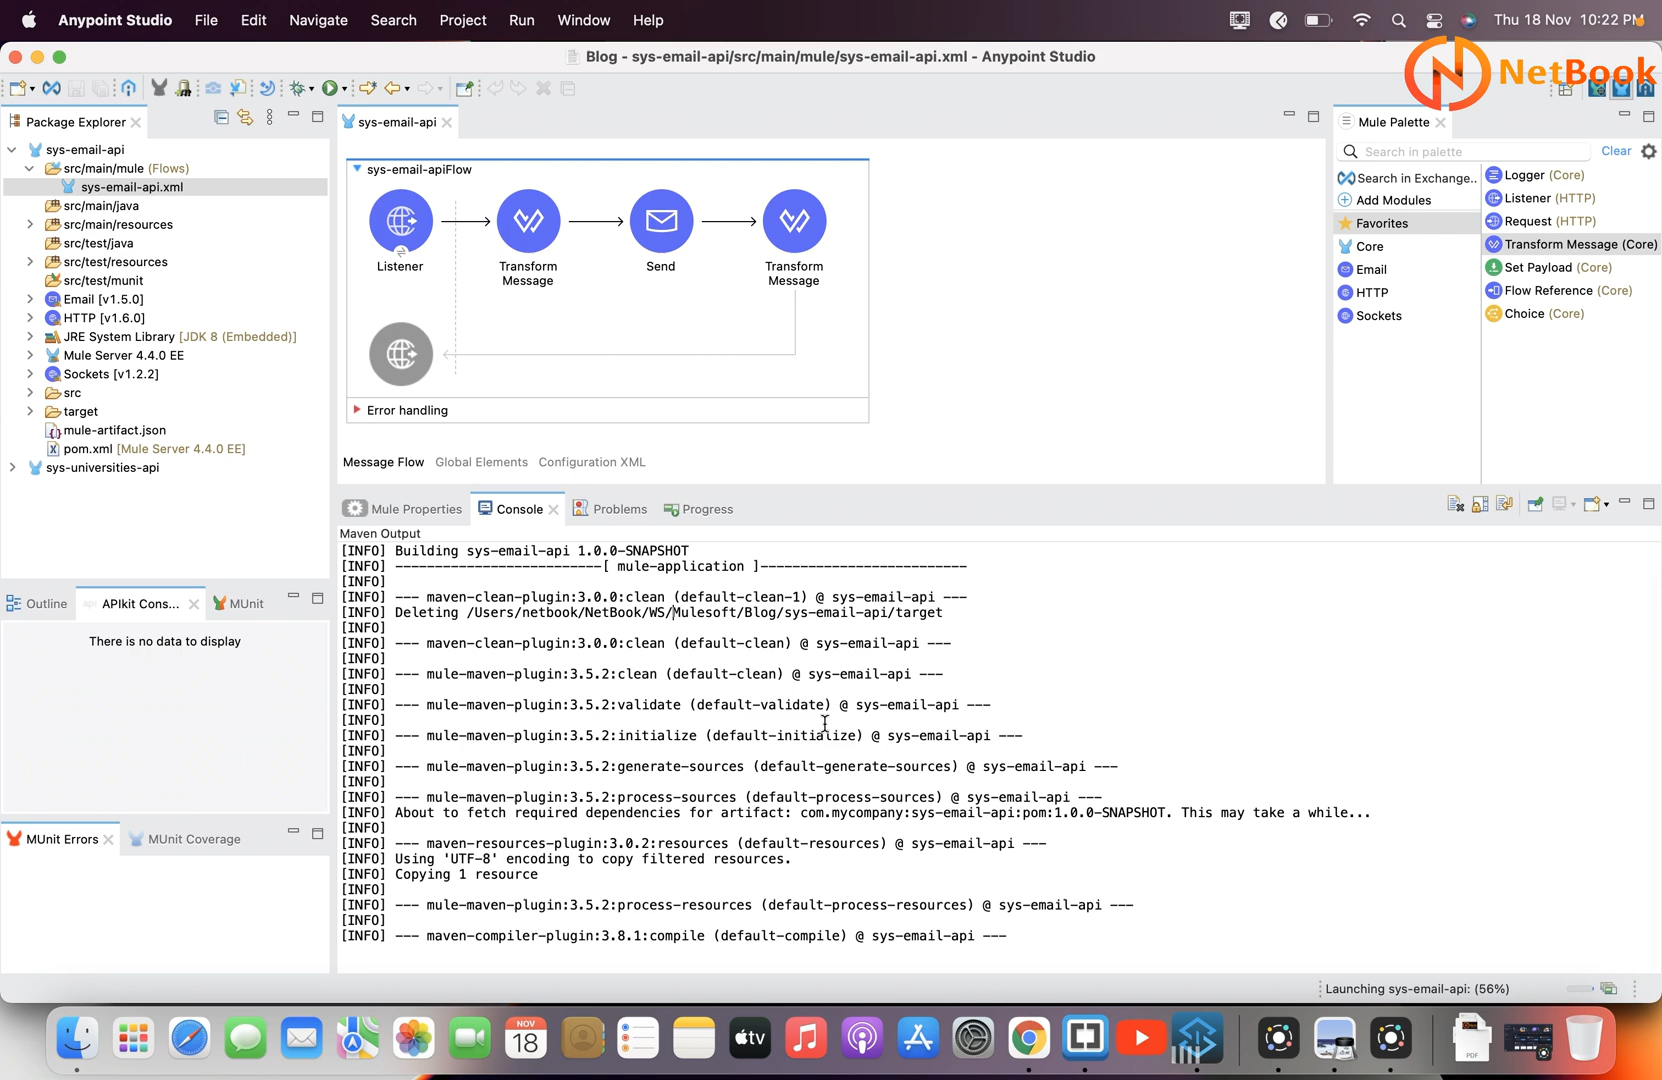 Anypoint Studio File Edit Navigate Search Project Run Window Help
Thu 18 Nov 10:22 PM
Blog - sys-email-api/src/main/mule/sys-email-api.xml - Anypoint Studio
NetBook
Package Explorer
sys-email-api
src/main/mule (Flows)
sys-email-api.xml
src/main/java
src/main/resources
src/test/java
src/test/resources
src/test/munit
Email [v1.5.0]
HTTP [v1.6.0]
JRE System Library [JDK 8 (Embedded)]
Mule Server 4.4.0 EE
Sockets [v1.2.2]
src
target
mule-artifact.json
pom.xml [Mule Server 4.4.0 EE]
sys-universities-api
sys-email-api
sys-email-apiFlow
Listener
Transform
Message
Send
Transform
Message
Error handling
Message Flow Global Elements Configuration XML
Mule Palette
Search in palette
Clear
Search in Exchange..
Add Modules
Favorites
Core
Email
HTTP
Sockets
Logger (Core)
Listener (HTTP)
Request (HTTP)
Transform Message (Core)
Set Payload (Core)
Flow Reference (Core)
Choice (Core)
Outline
api APIkit Cons...
MUnit
There is no data to display
MUnit Errors
MUnit Coverage
Mule Properties
Console
Problems
Progress
Maven Output
[INFO] Building sys-email-api 1.0.0-SNAPSHOT
[INFO] --------------------------[ mule-application ]--------------------------
[INFO]
[INFO] --- maven-clean-plugin:3.0.0:clean (default-clean-1) @ sys-email-api ---
[INFO] Deleting /Users/netbook/NetBook/WS/Mulesoft/Blog/sys-email-api/target
[INFO]
[INFO] --- maven-clean-plugin:3.0.0:clean (default-clean) @ sys-email-api ---
[INFO]
[INFO] --- mule-maven-plugin:3.5.2:clean (default-clean) @ sys-email-api ---
[INFO]
[INFO] --- mule-maven-plugin:3.5.2:validate (default-validate) @ sys-email-api ---
[INFO]
[INFO] --- mule-maven-plugin:3.5.2:initialize (default-initialize) @ sys-email-api ---
[INFO]
[INFO] --- mule-maven-plugin:3.5.2:generate-sources (default-generate-sources) @ sys-email-api ---
[INFO]
[INFO] --- mule-maven-plugin:3.5.2:process-sources (default-process-sources) @ sys-email-api ---
[INFO] About to fetch required dependencies for artifact: com.mycompany:sys-email-api:pom:1.0.0-SNAPSHOT. This may take a while...
[INFO]
[INFO] --- maven-resources-plugin:3.0.2:resources (default-resources) @ sys-email-api ---
[INFO] Using 'UTF-8' encoding to copy filtered resources.
[INFO] Copying 1 resource
[INFO]
[INFO] --- mule-maven-plugin:3.5.2:process-resources (default-process-resources) @ sys-email-api ---
[INFO]
[INFO] --- maven-compiler-plugin:3.8.1:compile (default-compile) @ sys-email-api ---
Launching sys-email-api: (56%)
NOV
18
tv
PDF